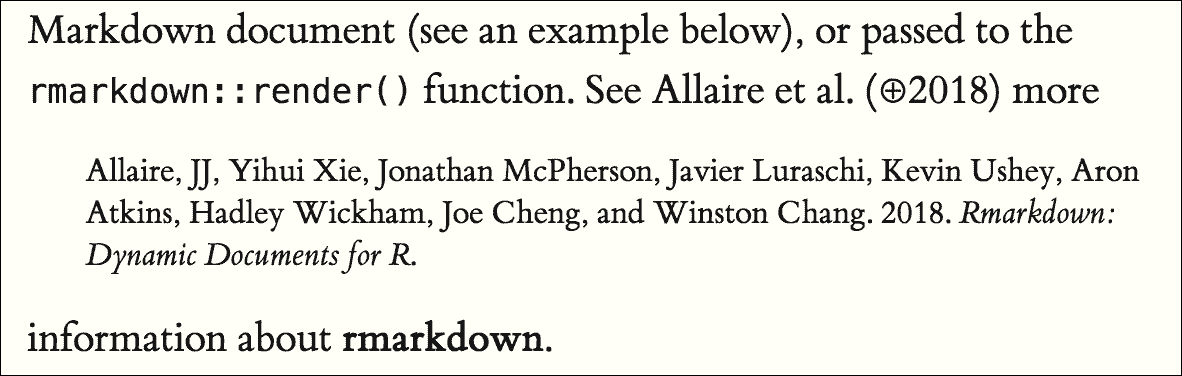 Markdown document (see an example below), or passed to the
rmarkdown::render() function. See Allaire et al. (⊕2018) more
Allaire, JJ, Yihui Xie, Jonathan McPherson, Javier Luraschi, Kevin Ushey, Aron
Atkins, Hadley Wickham, Joe Cheng, and Winston Chang. 2018. Rmarkdown:
Dynamic Documents for R.
information about rmarkdown.